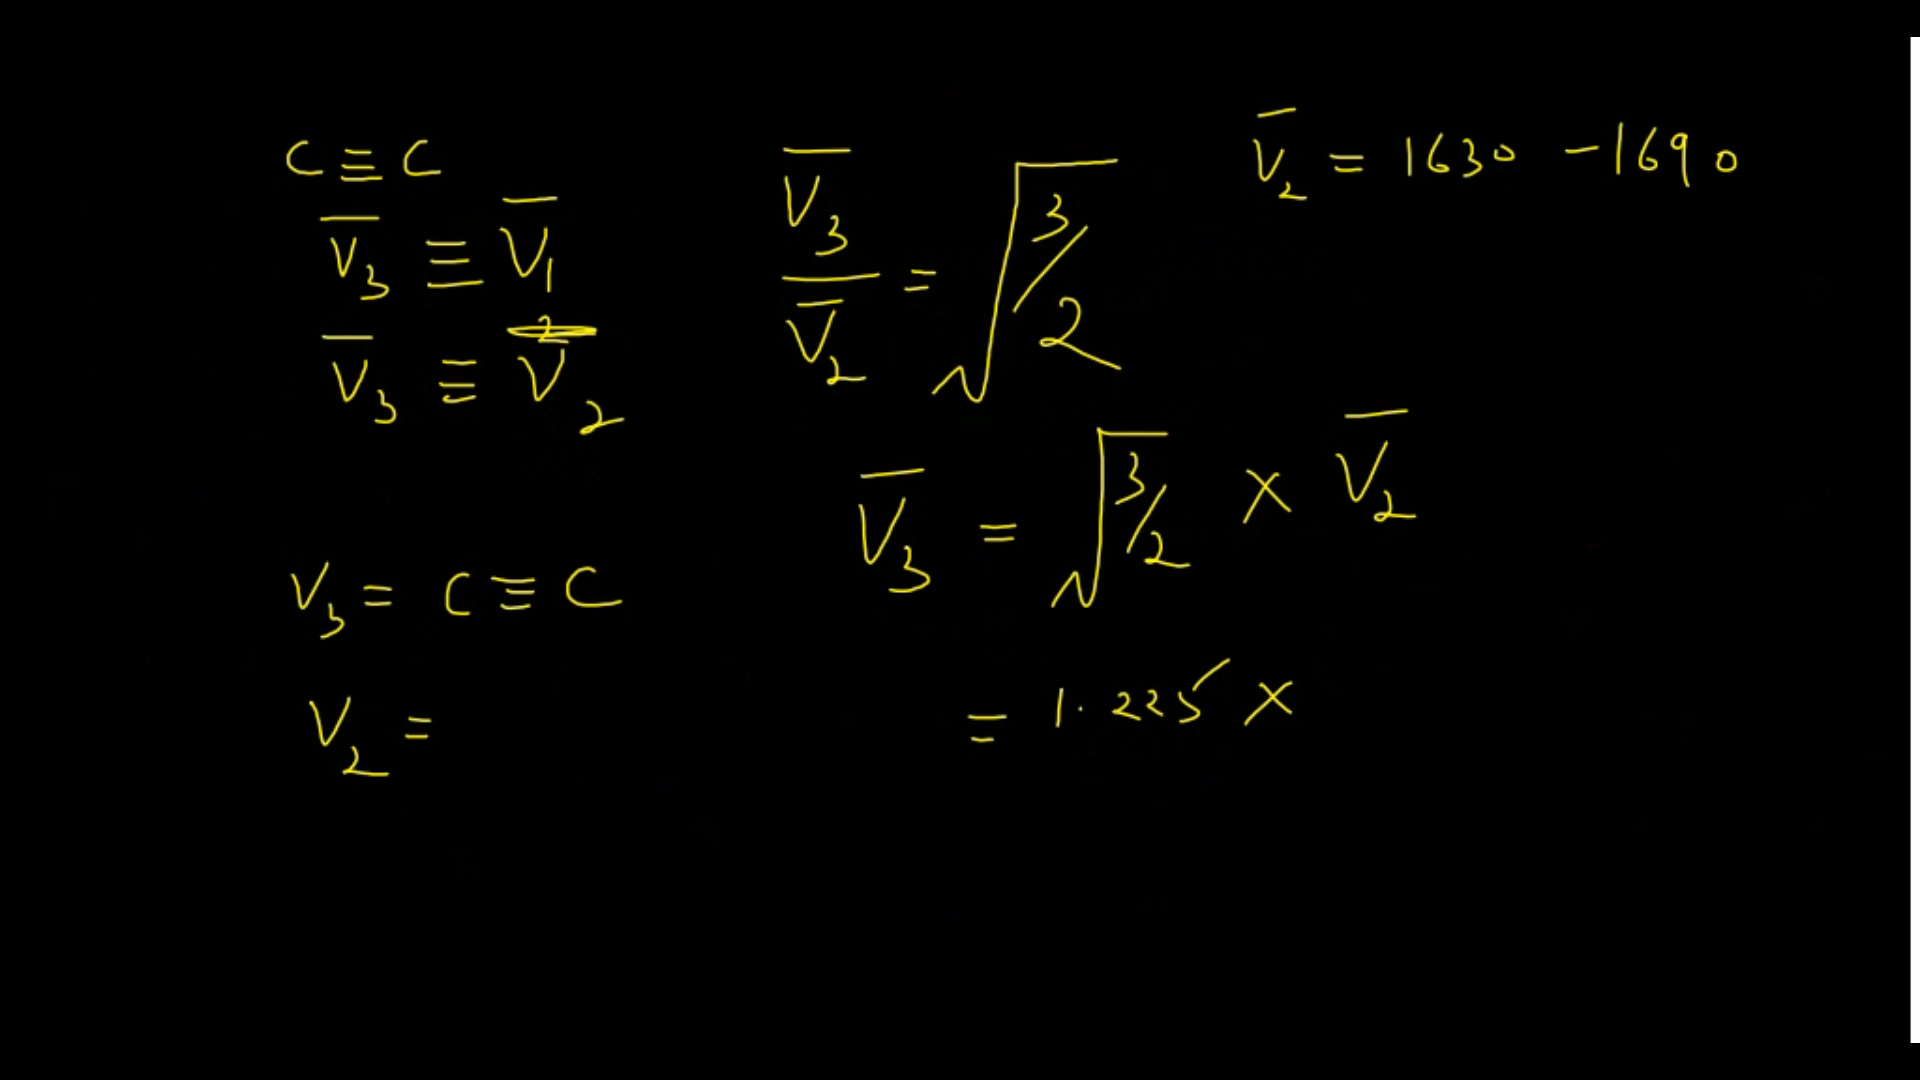 C ≡ C
V̅₃ ≡ V̅₁
V̅₃ ≡ V̅₂
V₃ = C ≡ C
V₂ =
V̅₃ / V̅₂ = √3/2
V̅₃ = √3/2 × V̅₂
= 1.225 ×
V̅₂ = 1630 - 1690